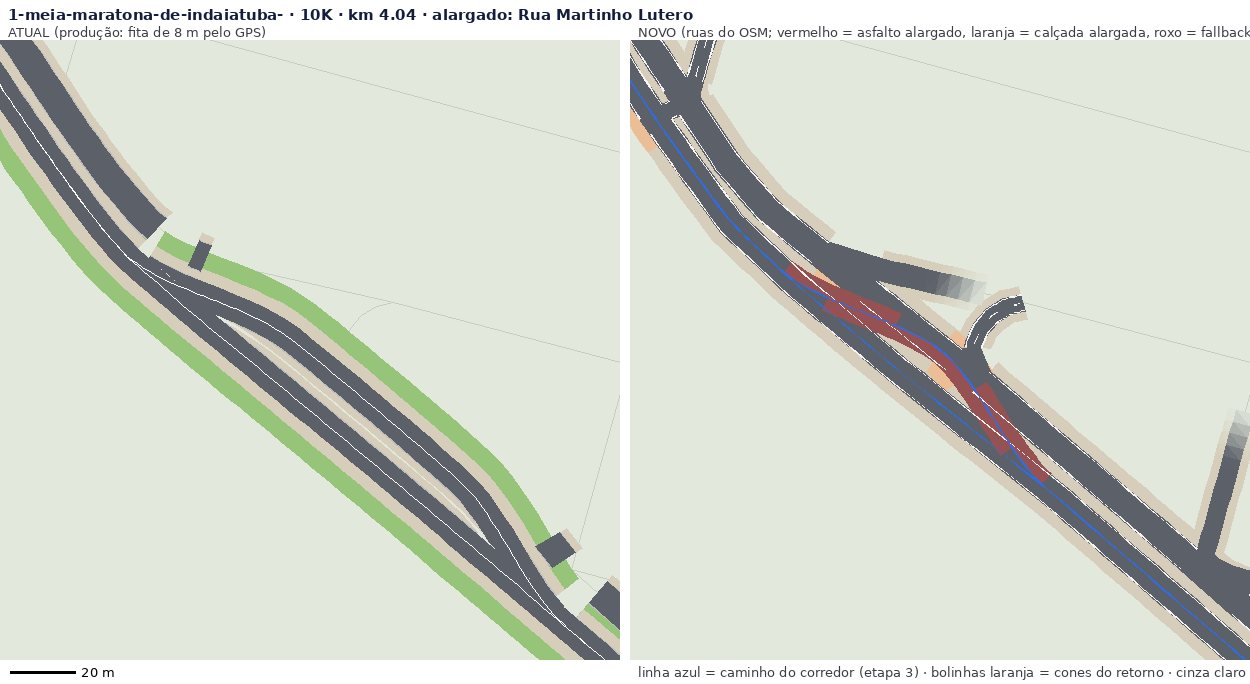 1-meia-maratona-de-indaiatuba- · 10K · km 4.04 · alargado: Rua Martinho Lutero
ATUAL (produção: fita de 8 m pelo GPS)
NOVO (ruas do OSM; vermelho = asfalto alargado, laranja = calçada alargada, roxo = fallback
20 m
linha azul = caminho do corredor (etapa 3) · bolinhas laranja = cones do retorno · cinza claro